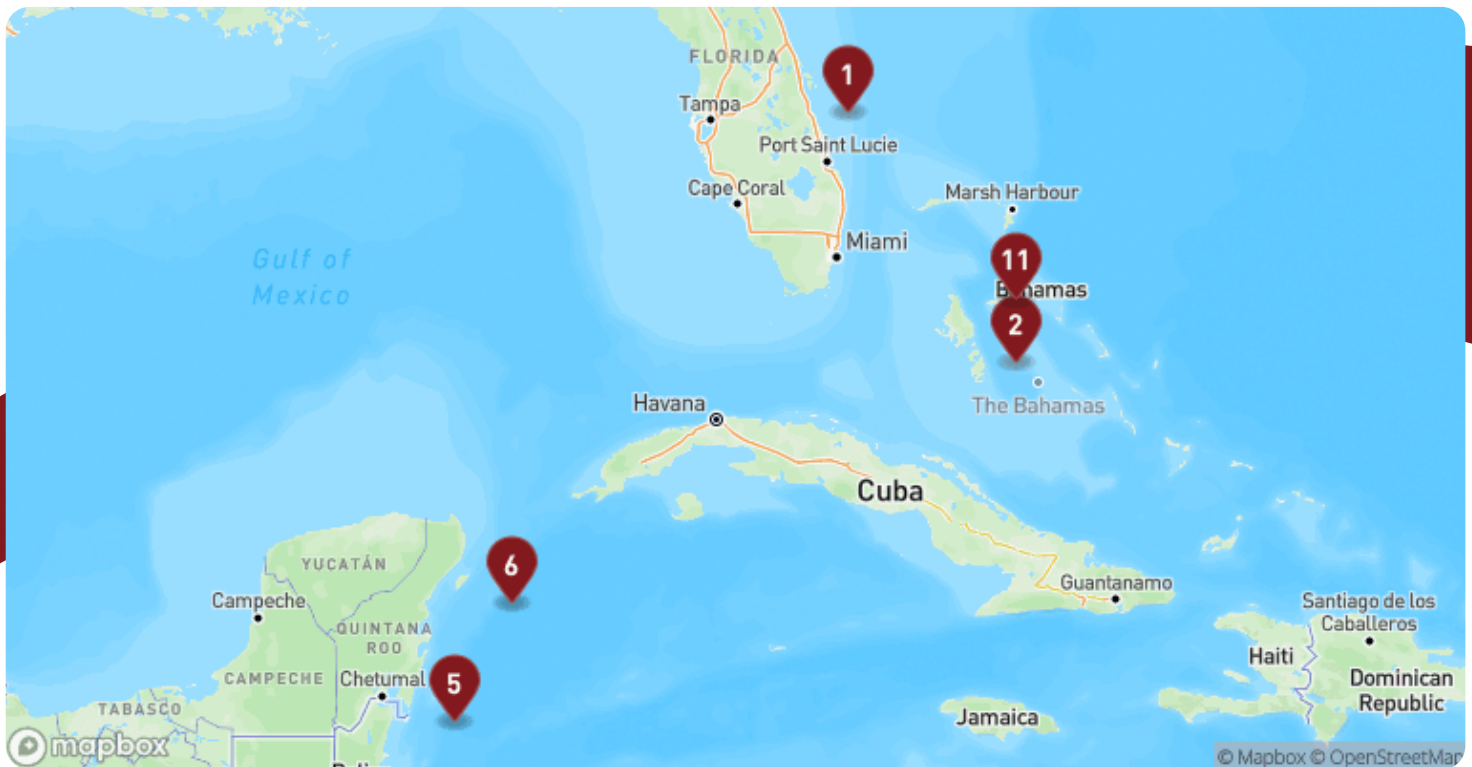 FLORIDA
1
Tampa
Port Saint Lucie
Cape Coral
Marsh Harbour
Miami
Gulf of
Mexico
11
Bahamas
2
The Bahamas
Havana
Cuba
6
YUCATÁN
Campeche
Guantanamo
QUINTANA
ROO
Santiago de los
Caballeros
Haiti
CAMPECHE
Chetumal
5
Dominican
Republic
TABASCO
Jamaica
mapbox
© Mapbox © OpenStreetMap